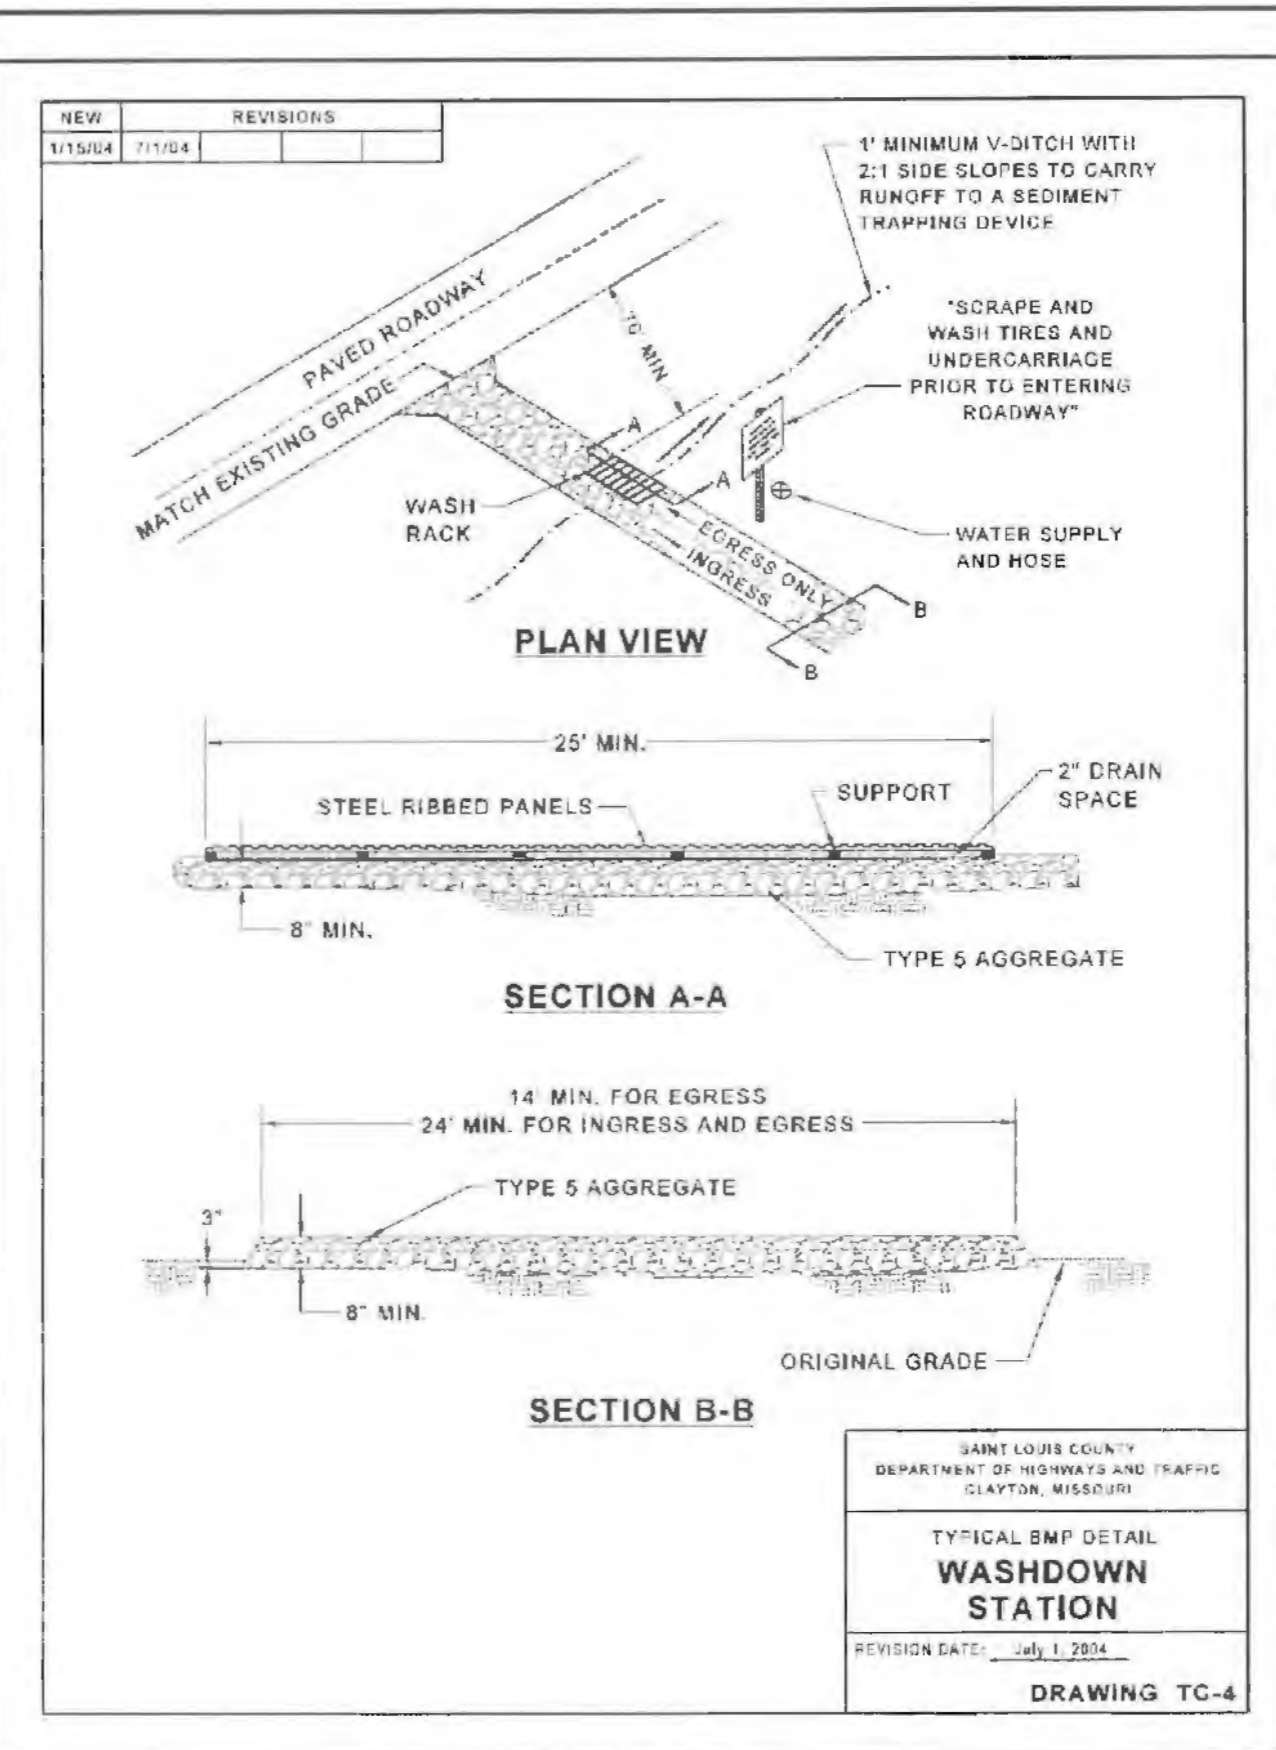 NEW REVISIONS
1/15/04 7/1/04
1' MINIMUM V-DITCH WITH
2:1 SIDE SLOPES TO CARRY
RUNOFF TO A SEDIMENT
TRAPPING DEVICE
PAVED ROADWAY
MATCH EXISTING GRADE
MIN
"SCRAPE AND
WASH TIRES AND
UNDERCARRIAGE
PRIOR TO ENTERING
ROADWAY"
A
A
WASH
RACK
EGRESS ONLY
INGRESS
WATER SUPPLY
AND HOSE
B
B
PLAN VIEW
25' MIN.
STEEL RIBBED PANELS
SUPPORT
2" DRAIN
SPACE
8" MIN.
TYPE 5 AGGREGATE
SECTION A-A
14' MIN. FOR EGRESS
24' MIN. FOR INGRESS AND EGRESS
TYPE 5 AGGREGATE
3"
8" MIN.
ORIGINAL GRADE
SECTION B-B
SAINT LOUIS COUNTY
DEPARTMENT OF HIGHWAYS AND TRAFFIC
CLAYTON, MISSOURI
TYPICAL BMP DETAIL
WASHDOWN
STATION
REVISION DATE: July 1, 2004
DRAWING TC-4